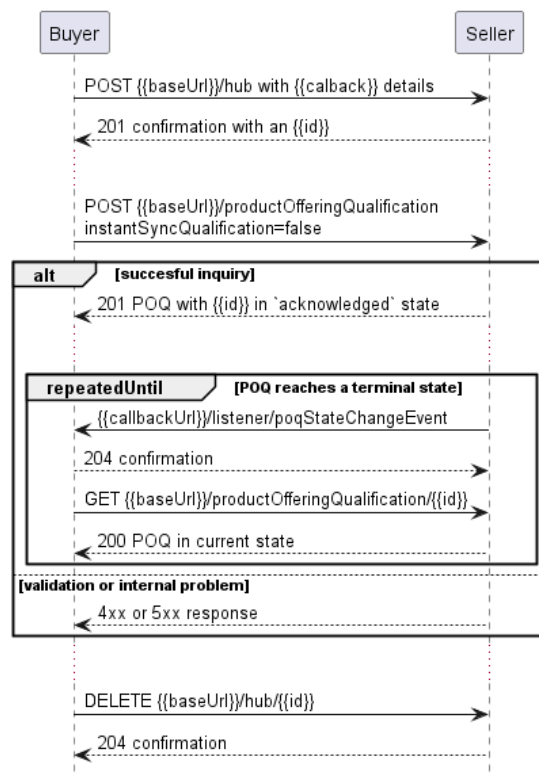 Buyer
Seller
POST {{baseUrl}}/hub with {{calback}} details
201 confirmation with an {{id}}
POST {{baseUrl}}/productOfferingQualification
instantSyncQualification=false
alt
[succesful inquiry]
201 POQ with {{id}} in `acknowledged` state
repeatedUntil
[POQ reaches a terminal state]
{{callbackUrl}}/listener/poqStateChangeEvent
204 confirmation
GET {{baseUrl}}/productOfferingQualification/{{id}}
200 POQ in current state
[validation or internal problem]
4xx or 5xx response
DELETE {{baseUrl}}/hub/{{id}}
204 confirmation